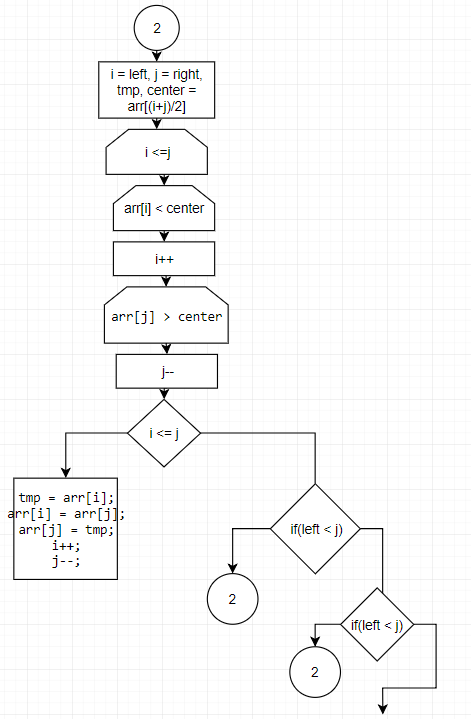 2
i = left, j = right,
tmp, center =
arr[(i+j)/2]
i <=j
arr[i] < center
i++
arr[j] > center
j--
i <= j
tmp = arr[i];
arr[i] = arr[j];
arr[j] = tmp;
i++;
j--;
if(left < j)
2
if(left < j)
2